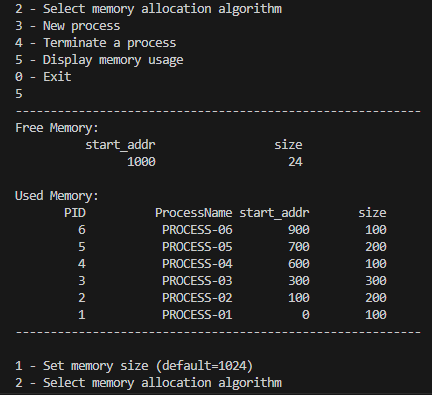 2 - Select memory allocation algorithm
3 - New process
4 - Terminate a process
5 - Display memory usage
0 - Exit
5
------------------------------------------------------
Free Memory:
start_addr size
1000 24
Used Memory:
PID ProcessName start_addr size
6 PROCESS-06 900 100
5 PROCESS-05 700 200
4 PROCESS-04 600 100
3 PROCESS-03 300 300
2 PROCESS-02 100 200
1 PROCESS-01 0 100
------------------------------------------------------
1 - Set memory size (default=1024)
2 - Select memory allocation algorithm